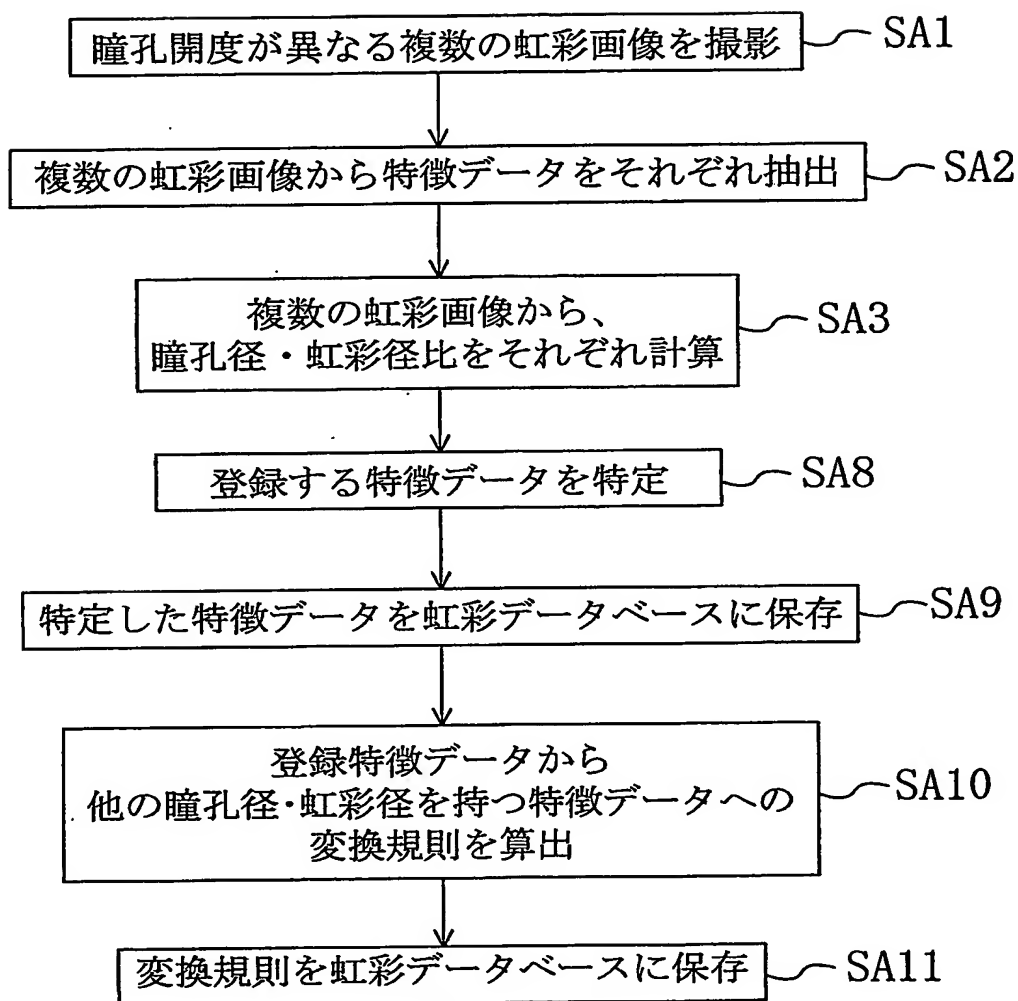 瞳孔開度が異なる複数の虹彩画像を撮影
SA1
複数の虹彩画像から特徴データをそれぞれ抽出
SA2
複数の虹彩画像から、
瞳孔径・虹彩径比をそれぞれ計算
SA3
登録する特徴データを特定
SA8
特定した特徴データを虹彩データベースに保存
SA9
登録特徴データから
他の瞳孔径・虹彩径を持つ特徴データへの
変換規則を算出
SA10
変換規則を虹彩データベースに保存
SA11